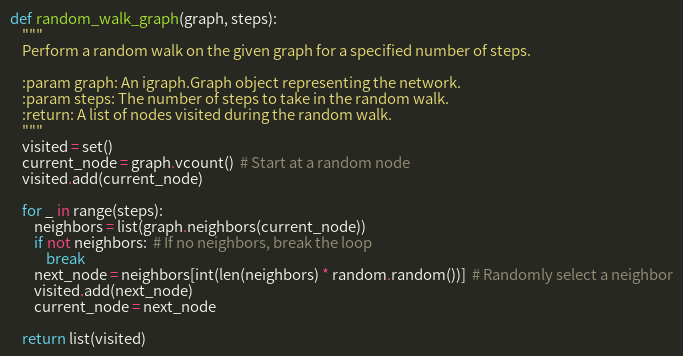 def random_walk_graph(graph, steps):
    """
    Perform a random walk on the given graph for a specified number of steps.

    :param graph: An igraph.Graph object representing the network.
    :param steps: The number of steps to take in the random walk.
    :return: A list of nodes visited during the random walk.
    """
    visited = set()
    current_node = graph.vcount()  # Start at a random node
    visited.add(current_node)

    for _ in range(steps):
        neighbors = list(graph.neighbors(current_node))
        if not neighbors:  # If no neighbors, break the loop
            break
        next_node = neighbors[int(len(neighbors) * random.random())]  # Randomly select a neighbor
        visited.add(next_node)
        current_node = next_node

    return list(visited)